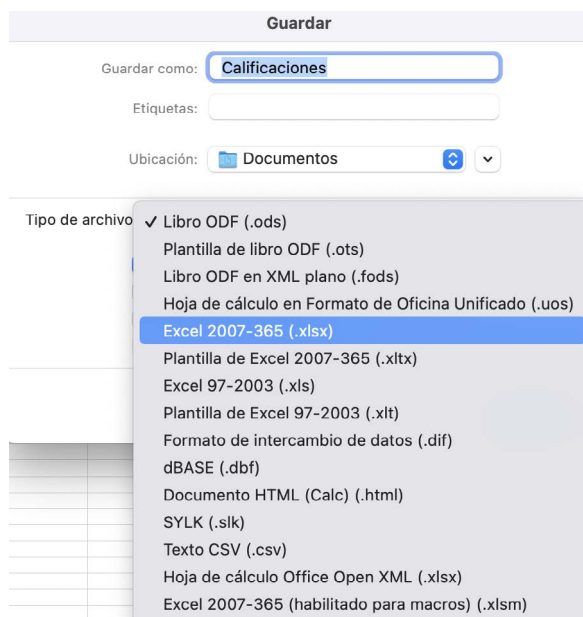 Guardar
Guardar como: Calificaciones
Etiquetas:
Ubicación: Documentos
Tipo de archivo ✓ Libro ODF (.ods)
Plantilla de libro ODF (.ots)
Libro ODF en XML plano (.fods)
Hoja de cálculo en Formato de Oficina Unificado (.uos)
Excel 2007-365 (.xlsx)
Plantilla de Excel 2007-365 (.xltx)
Excel 97-2003 (.xls)
Plantilla de Excel 97-2003 (.xlt)
Formato de intercambio de datos (.dif)
dBASE (.dbf)
Documento HTML (Calc) (.html)
SYLK (.slk)
Texto CSV (.csv)
Hoja de cálculo Office Open XML (.xlsx)
Excel 2007-365 (habilitado para macros) (.xlsm)